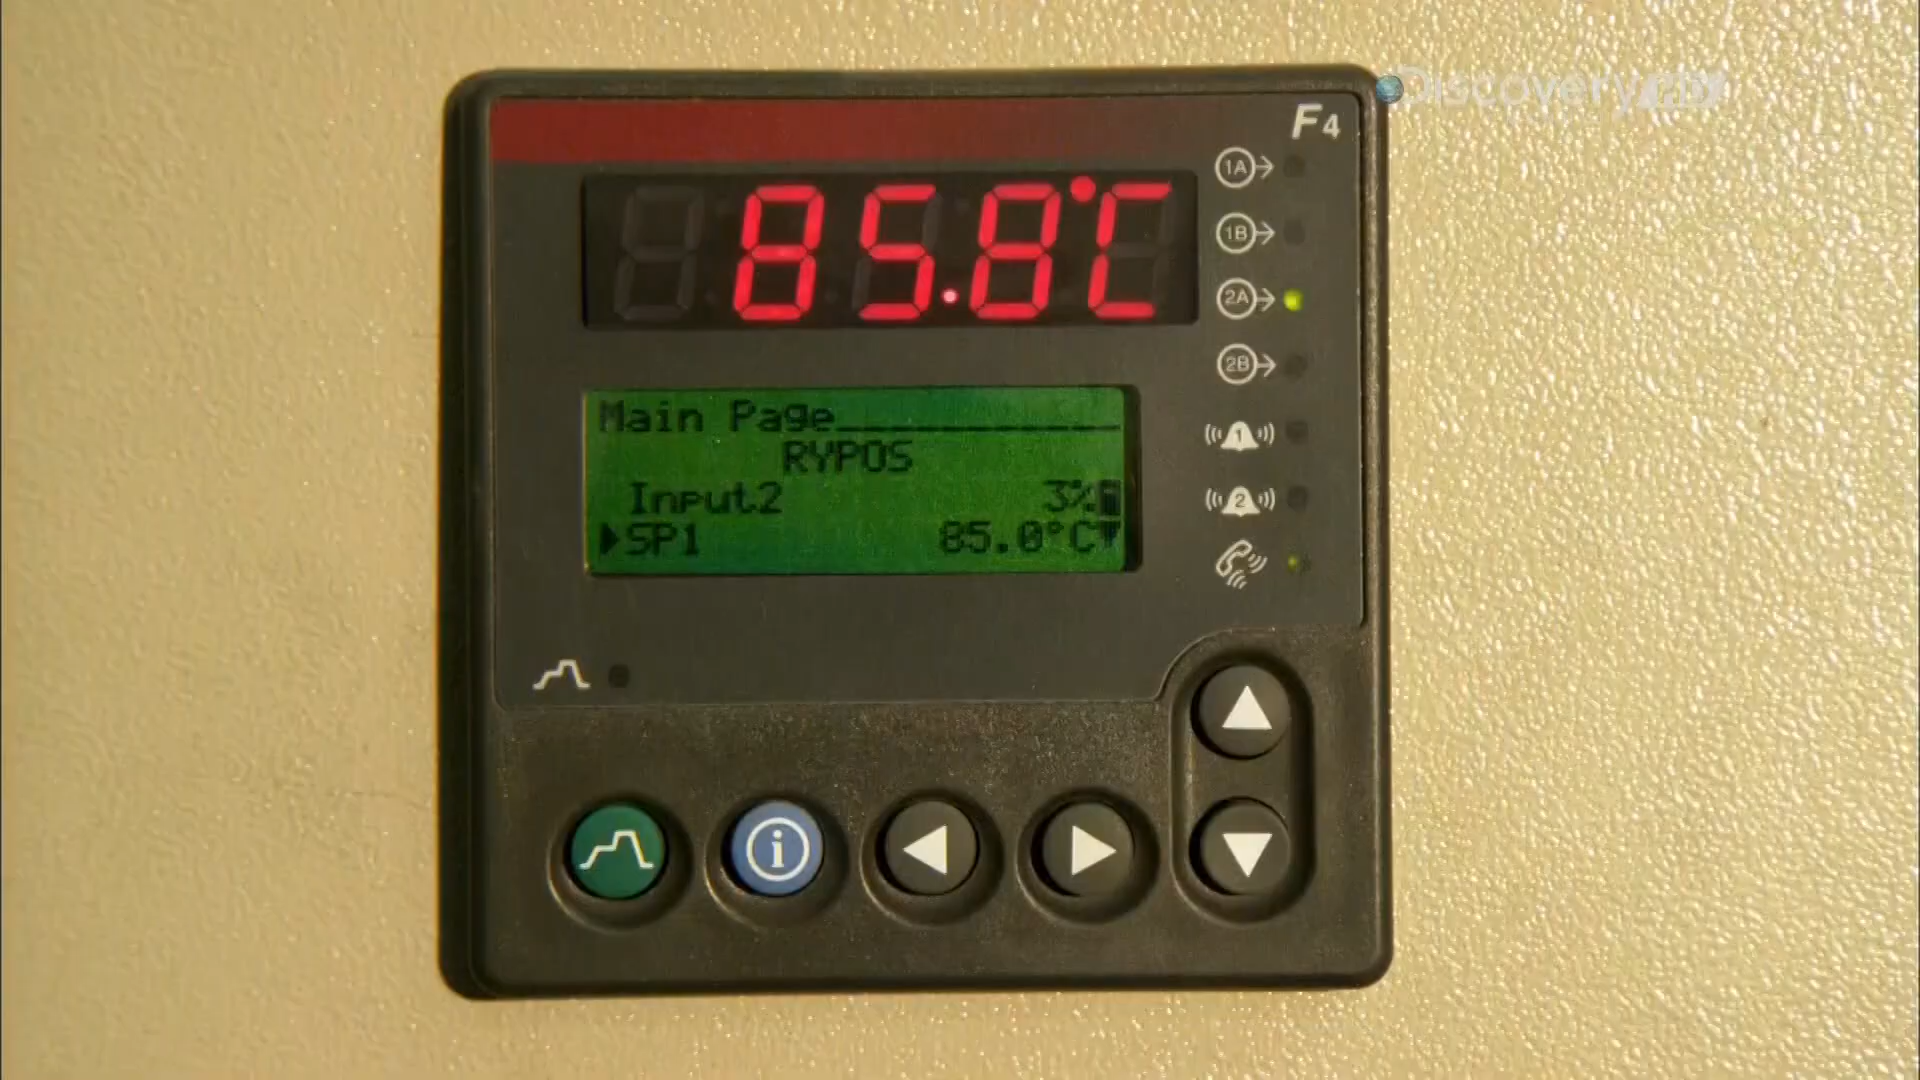 Discovery
F4
85.8°C
1A
1B
2A
2B
Main Page
RYPOS
Input2 3%
SP1 85.0°C
1
2
i